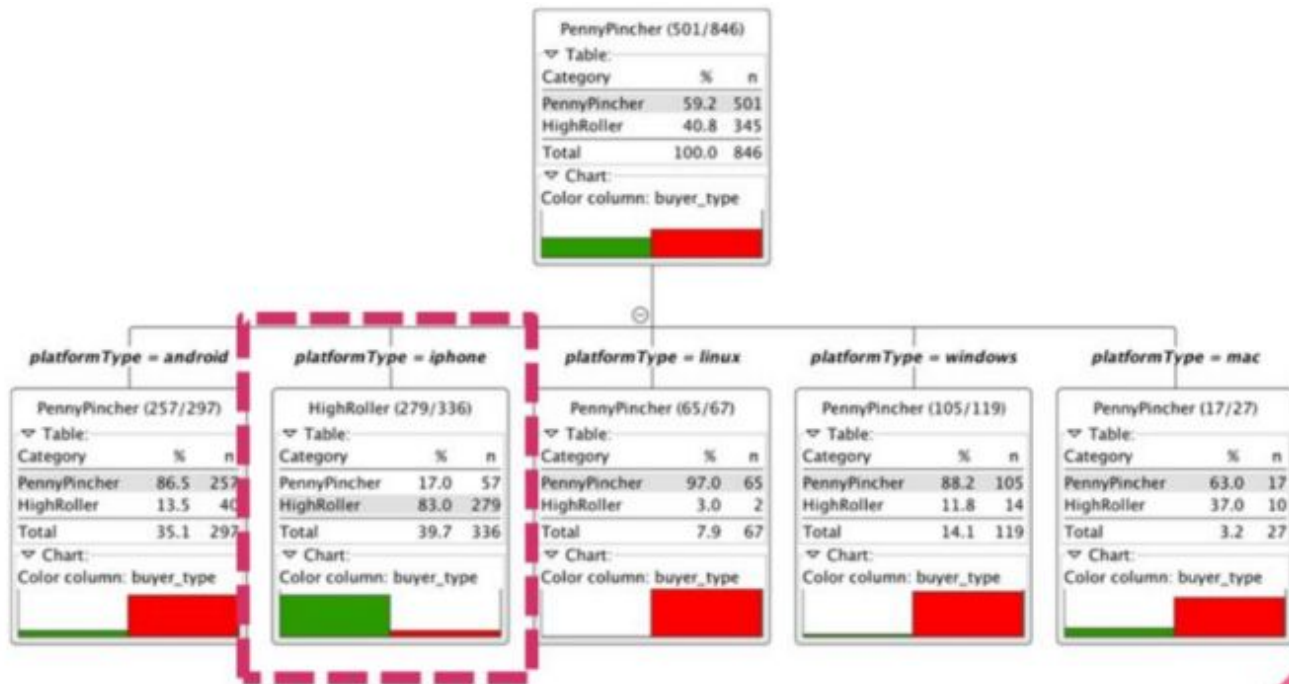 PennyPincher (501/846)
Table:
Category % n
PennyPincher 59.2 501
HighRoller 40.8 345
Total 100.0 846
Chart:
Color column: buyer_type
platformType = android
PennyPincher (257/297)
Table:
Category % n
PennyPincher 86.5 257
HighRoller 13.5 40
Total 35.1 297
Chart:
Color column: buyer_type
platformType = iphone
HighRoller (279/336)
Table:
Category % n
PennyPincher 17.0 57
HighRoller 83.0 279
Total 39.7 336
Chart:
Color column: buyer_type
platformType = linux
PennyPincher (65/67)
Table:
Category % n
PennyPincher 97.0 65
HighRoller 3.0 2
Total 7.9 67
Chart:
Color column: buyer_type
platformType = windows
PennyPincher (105/119)
Table:
Category % n
PennyPincher 88.2 105
HighRoller 11.8 14
Total 14.1 119
Chart:
Color column: buyer_type
platformType = mac
PennyPincher (17/27)
Table:
Category % n
PennyPincher 63.0 17
HighRoller 37.0 10
Total 3.2 27
Chart:
Color column: buyer_type